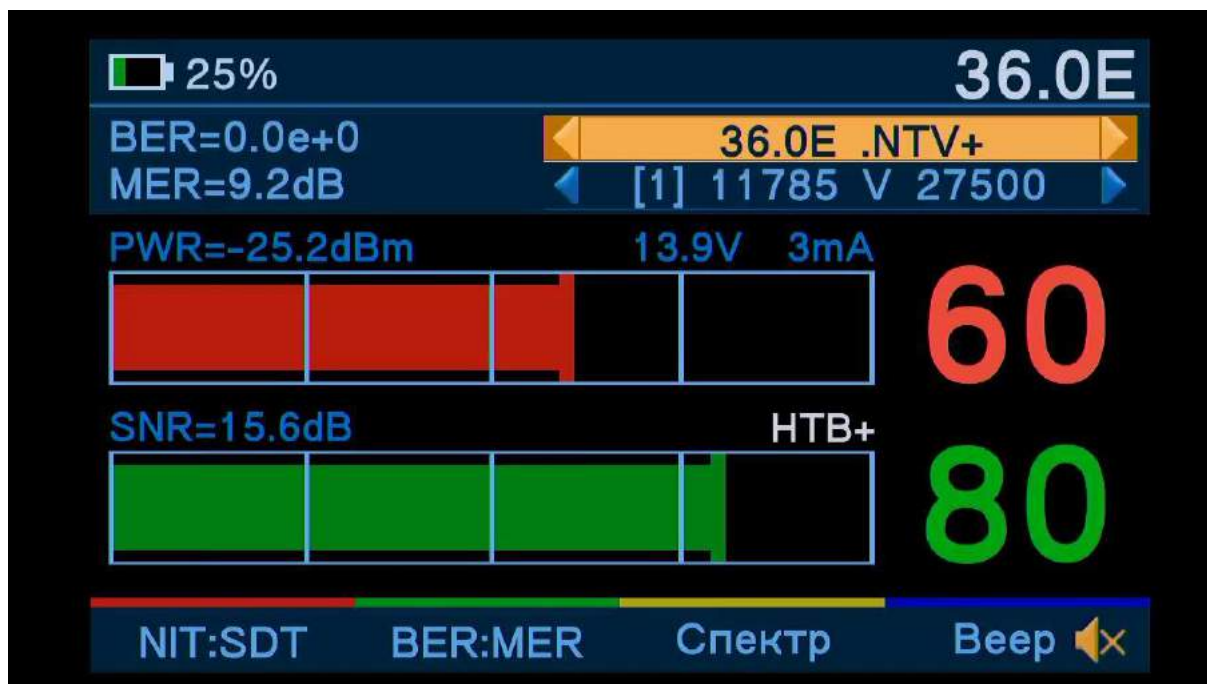 25% 36.0E
BER=0.0e+0 36.0E .NTV+
MER=9.2dB [1] 11785 V 27500
PWR=-25.2dBm 13.9V 3mA
60
SNR=15.6dB НТВ+
80
NIT:SDT BER:MER Спектр Beep